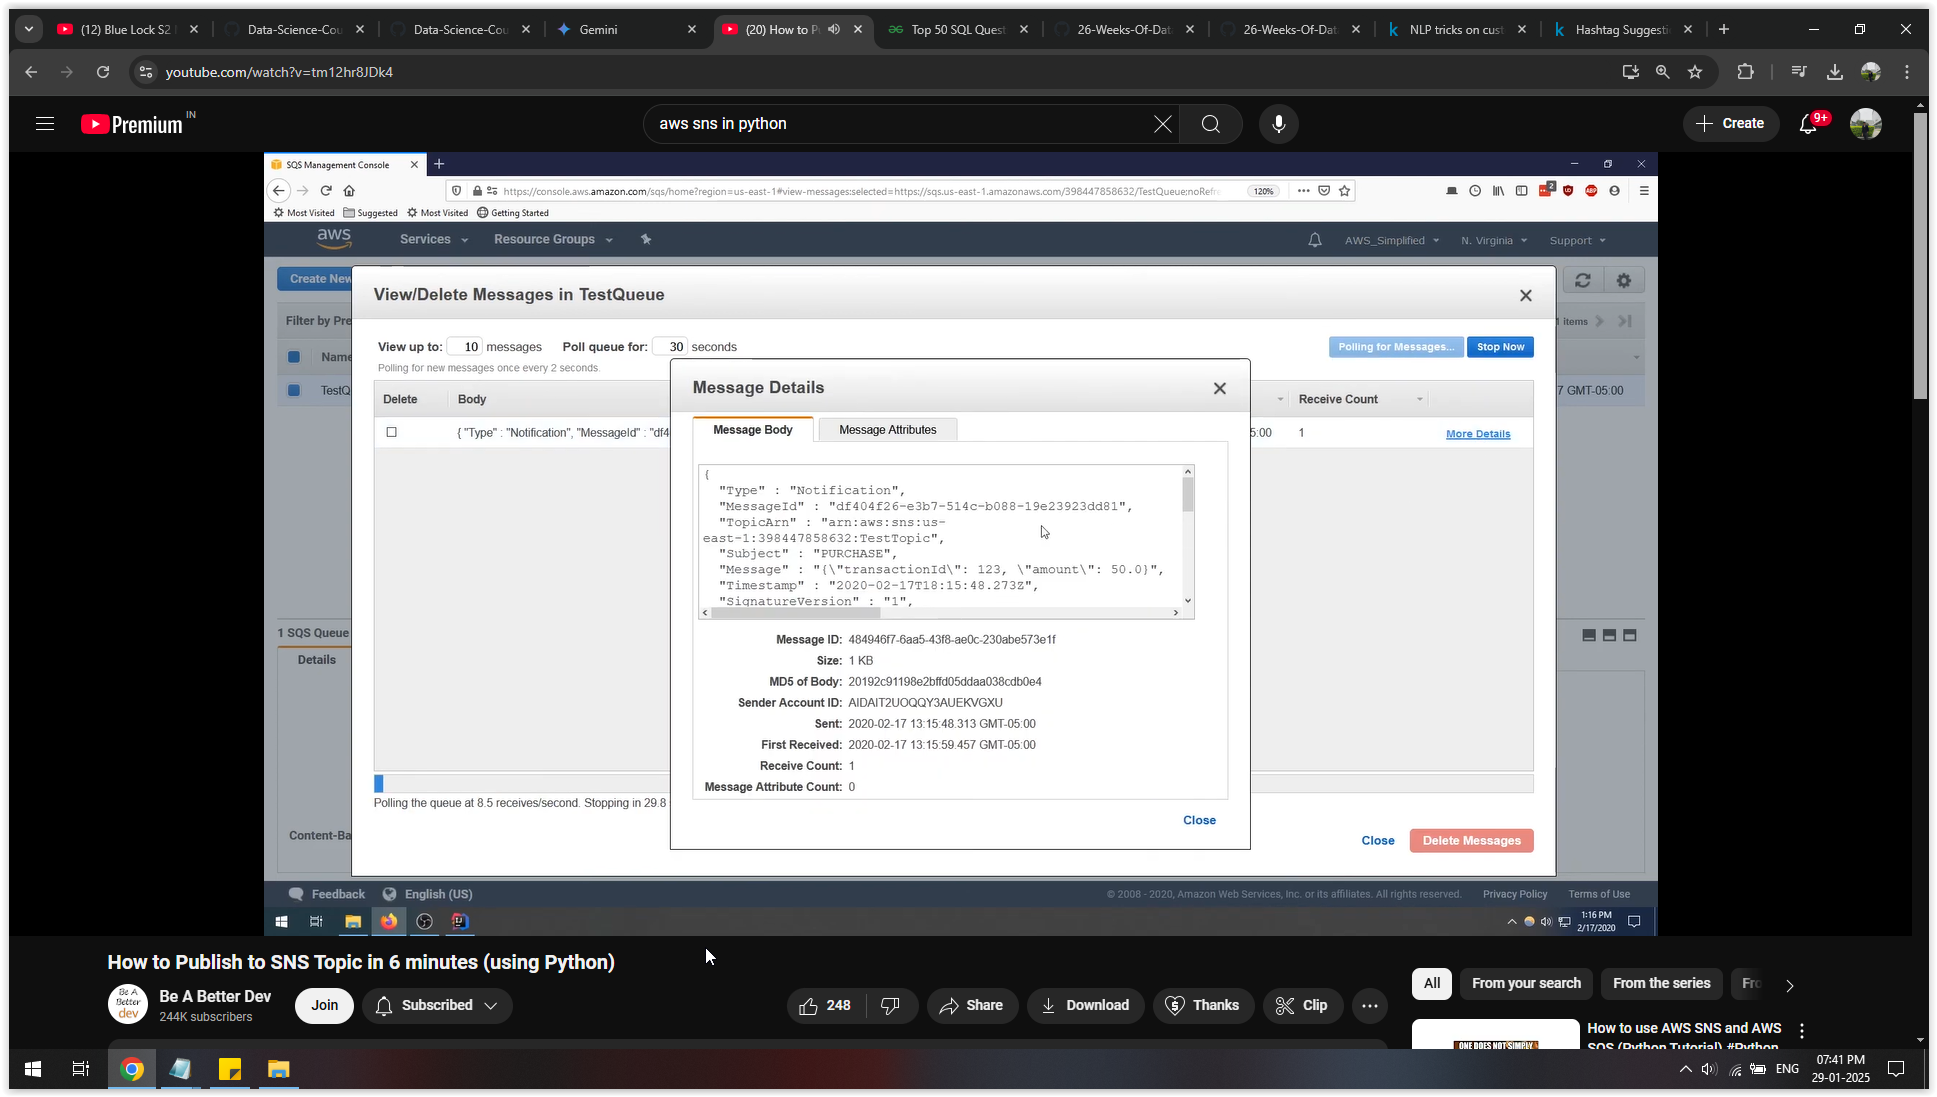 (12) Blue Lock S2
Data-Science-Cou
Data-Science-Cou
Gemini
(20) How to P
Top 50 SQL Quest
26-Weeks-Of-Dat
26-Weeks-Of-Dat
NLP tricks on cust
Hashtag Suggesti
youtube.com/watch?v=tm12hr8JDk4
Premium IN
aws sns in python
Create
9+
SQS Management Console
https://console.aws.amazon.com/sqs/home?region=us-east-1#view-messages:selected=https://sqs.us-east-1.amazonaws.com/398447858632/TestQueue;noRefre
120%
2
Most Visited
Suggested
Most Visited
Getting Started
aws
Services
Resource Groups
AWS_Simplified
N. Virginia
Support
Create New
View/Delete Messages in TestQueue
Filter by Pre
1 items
View up to: 10 messages
Poll queue for: 30 seconds
Polling for Messages...
Stop Now
Name
Polling for new messages once every 2 seconds.
TestQ
7 GMT-05:00
Delete
Body
Receive Count
{ "Type" : "Notification", "MessageId" : "df4
5:00
1
More Details
Message Details
Message Body
Message Attributes
{
"Type" : "Notification",
"MessageId" : "df404f26-e3b7-514c-b088-19e23923dd81",
"TopicArn" : "arn:aws:sns:us-
east-1:398447858632:TestTopic",
"Subject" : "PURCHASE",
"Message" : "{\"transactionId\": 123, \"amount\": 50.0}",
"Timestamp" : "2020-02-17T18:15:48.273Z",
"SignatureVersion" : "1",
Message ID: 484946f7-6aa5-43f8-ae0c-230abe573e1f
Size: 1 KB
MD5 of Body: 20192c91198e2bffd05ddaa038cdb0e4
Sender Account ID: AIDAIT2UOQQY3AUEKVGXU
Sent: 2020-02-17 13:15:48.313 GMT-05:00
First Received: 2020-02-17 13:15:59.457 GMT-05:00
Receive Count: 1
Message Attribute Count: 0
Close
1 SQS Queue
Details
Polling the queue at 8.5 receives/second. Stopping in 29.8
Content-Ba
Close
Delete Messages
Feedback
English (US)
© 2008 - 2020, Amazon Web Services, Inc. or its affiliates. All rights reserved.
Privacy Policy
Terms of Use
1:16 PM
2/17/2020
How to Publish to SNS Topic in 6 minutes (using Python)
Be A
Better
dev
Be A Better Dev
244K subscribers
Join
Subscribed
248
Share
Download
Thanks
Clip
All
From your search
From the series
Fro
How to use AWS SNS and AWS
SQS (Python Tutorial) #Python
ONE DOES NOT SIMPLY
ENG
07:41 PM
29-01-2025